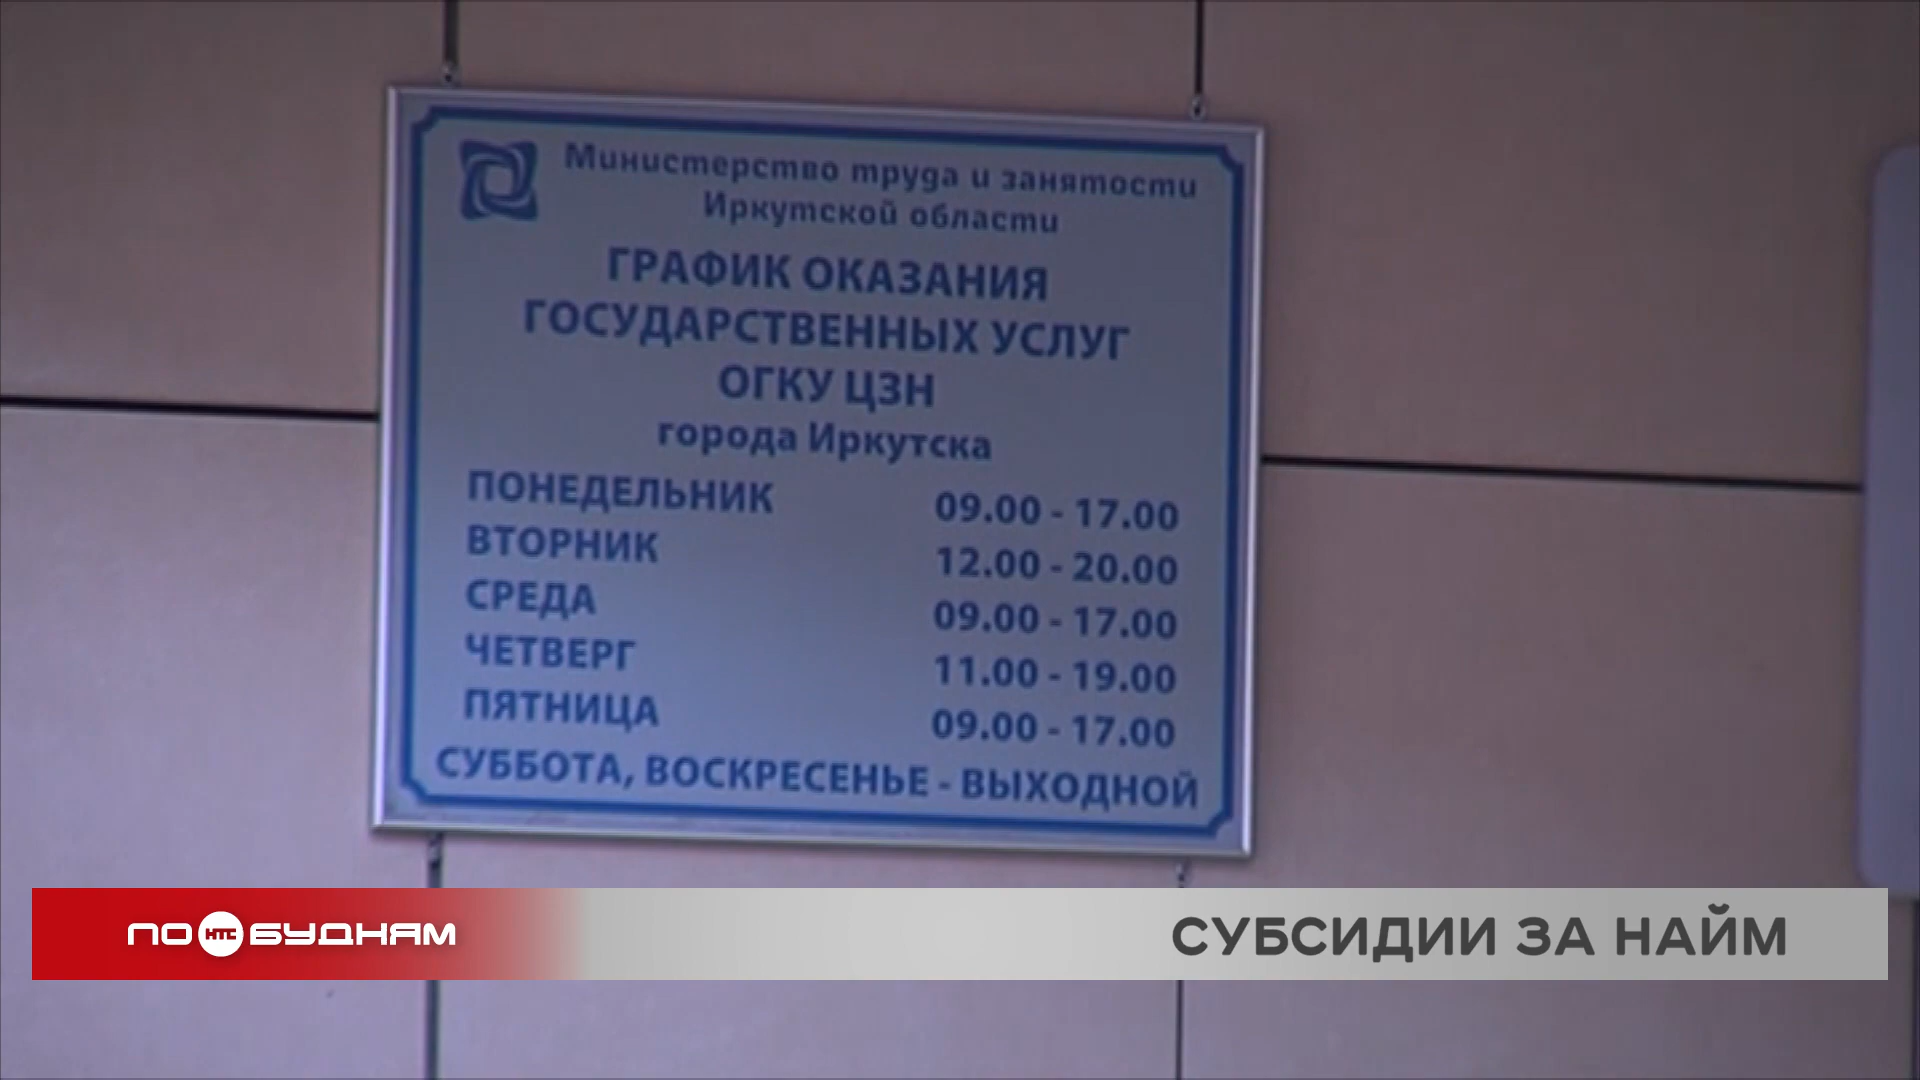 Министерство труда и занятости
Иркутской области
ГРАФИК ОКАЗАНИЯ
ГОСУДАРСТВЕННЫХ УСЛУГ
ОГКУ ЦЗН
города Иркутска
ПОНЕДЕЛЬНИК 09.00 - 17.00
ВТОРНИК 12.00 - 20.00
СРЕДА 09.00 - 17.00
ЧЕТВЕРГ 11.00 - 19.00
ПЯТНИЦА 09.00 - 17.00
СУББОТА, ВОСКРЕСЕНЬЕ - ВЫХОДНОЙ
ПО НТС БУДНЯМ
СУБСИДИИ ЗА НАЙМ